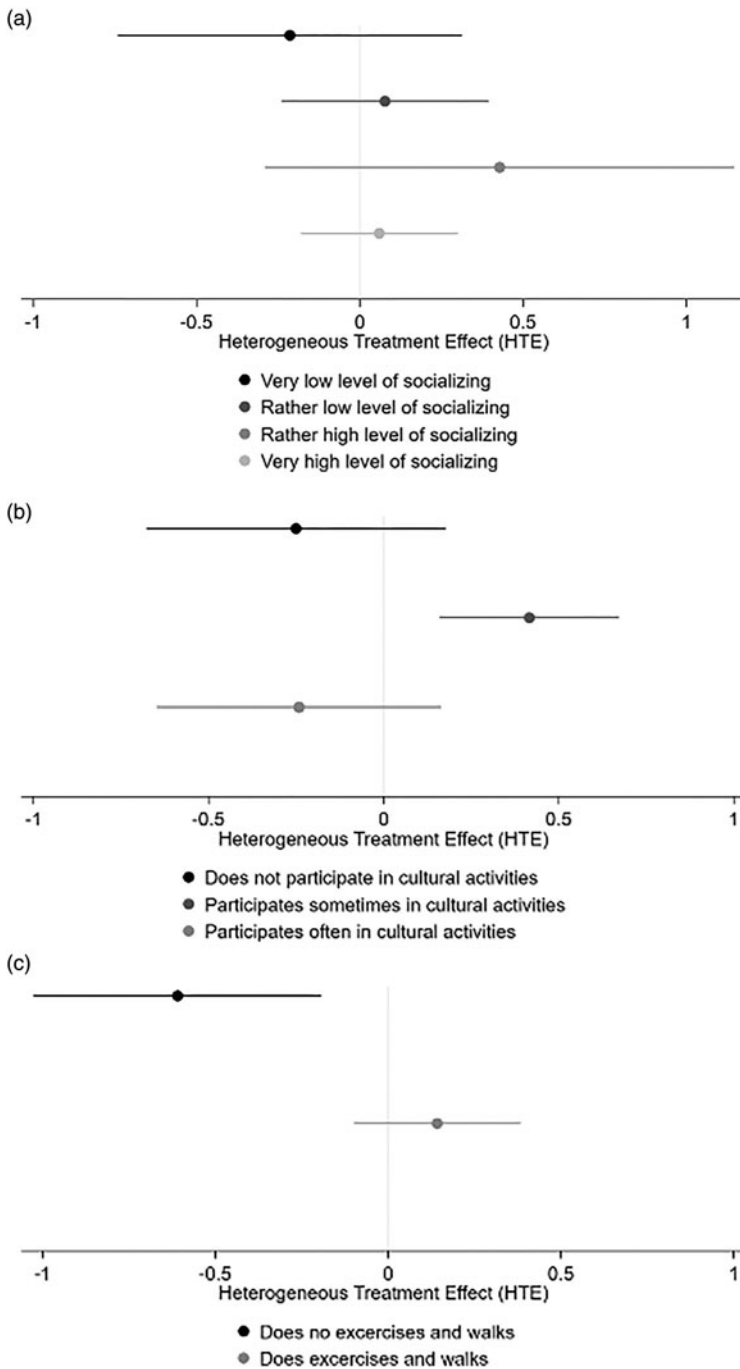 (a)
-1 -0.5 0 0.5 1
Heterogeneous Treatment Effect (HTE)
Very low level of socializing
Rather low level of socializing
Rather high level of socializing
Very high level of socializing
(b)
-1 -0.5 0 0.5 1
Heterogeneous Treatment Effect (HTE)
Does not participate in cultural activities
Participates sometimes in cultural activities
Participates often in cultural activities
(c)
-1 -0.5 0 0.5 1
Heterogeneous Treatment Effect (HTE)
Does no excercises and walks
Does excercises and walks